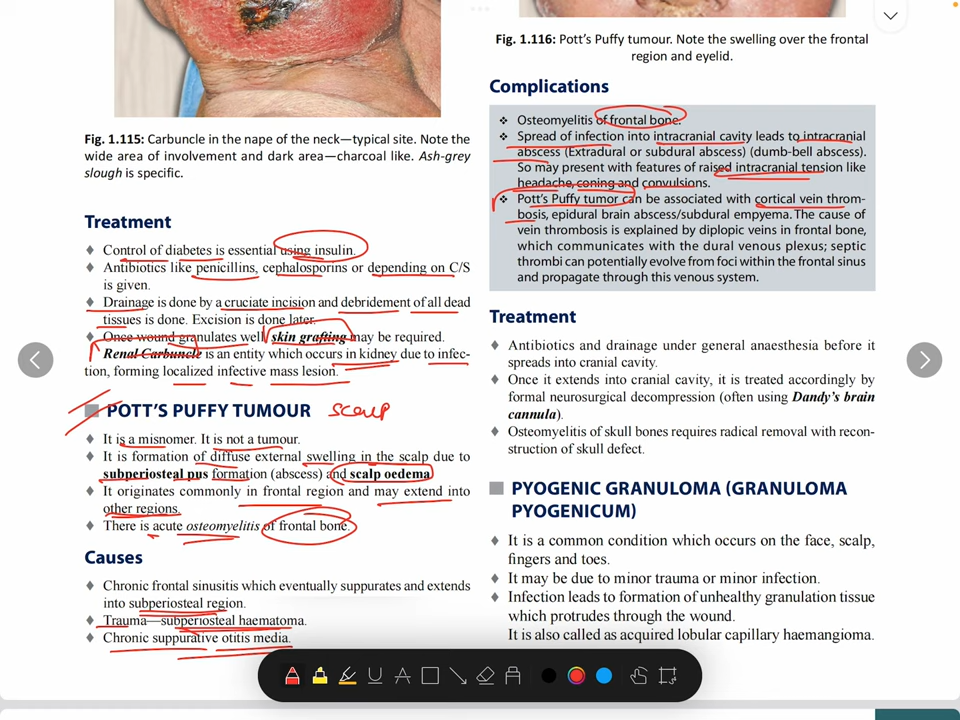 Fig. 1.115: Carbuncle in the nape of the neck—typical site. Note the
wide area of involvement and dark area—charcoal like. Ash-grey
slough is specific.
Treatment
♦ Control of diabetes is essential using insulin.
♦ Antibiotics like penicillins, cephalosporins or depending on C/S
is given.
♦ Drainage is done by a cruciate incision and debridement of all dead
tissues is done. Excision is done later.
♦ Once wound granulates well, skin grafting may be required.
Renal Carbuncle is an entity which occurs in kidney due to infec-
tion, forming localized infective mass lesion.
POTT'S PUFFY TUMOUR scalp
♦ It is a misnomer. It is not a tumour.
♦ It is formation of diffuse external swelling in the scalp due to
subperiosteal pus formation (abscess) and scalp oedema.
♦ It originates commonly in frontal region and may extend into
other regions.
♦ There is acute osteomyelitis of frontal bone.
Causes
♦ Chronic frontal sinusitis which eventually suppurates and extends
into subperiosteal region.
♦ Trauma—subperiosteal haematoma.
♦ Chronic suppurative otitis media.
Fig. 1.116: Pott's Puffy tumour. Note the swelling over the frontal
region and eyelid.
Complications
❖ Osteomyelitis of frontal bone.
❖ Spread of infection into intracranial cavity leads to intracranial
abscess (Extradural or subdural abscess) (dumb-bell abscess).
So may present with features of raised intracranial tension like
headache, coning and convulsions.
❖ Pott's Puffy tumor can be associated with cortical vein throm-
bosis, epidural brain abscess/subdural empyema. The cause of
vein thrombosis is explained by diploic veins in frontal bone,
which communicates with the dural venous plexus; septic
thrombi can potentially evolve from foci within the frontal sinus
and propagate through this venous system.
Treatment
♦ Antibiotics and drainage under general anaesthesia before it
spreads into cranial cavity.
♦ Once it extends into cranial cavity, it is treated accordingly by
formal neurosurgical decompression (often using Dandy's brain
cannula).
♦ Osteomyelitis of skull bones requires radical removal with recon-
struction of skull defect.
PYOGENIC GRANULOMA (GRANULOMA
PYOGENICUM)
♦ It is a common condition which occurs on the face, scalp,
fingers and toes.
♦ It may be due to minor trauma or minor infection.
♦ Infection leads to formation of unhealthy granulation tissue
which protrudes through the wound.
It is also called as acquired lobular capillary haemangioma.